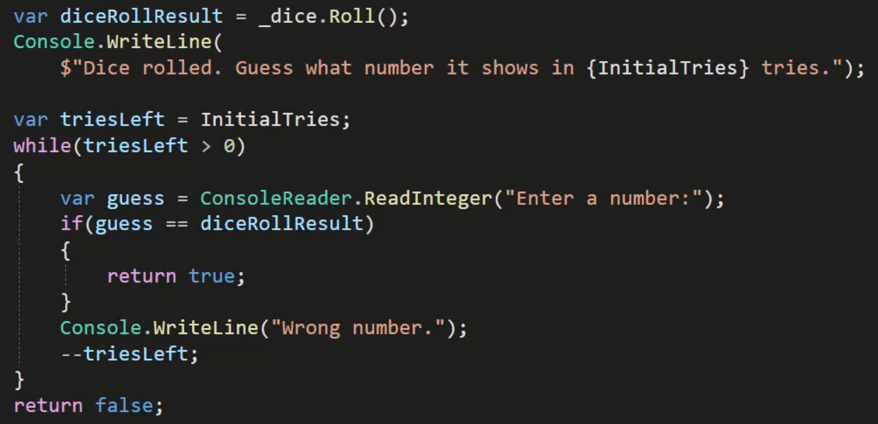 var diceRollResult = _dice.Roll();
Console.WriteLine(
    $"Dice rolled. Guess what number it shows in {InitialTries} tries.");

var triesLeft = InitialTries;
while(triesLeft > 0)
{
    var guess = ConsoleReader.ReadInteger("Enter a number:");
    if(guess == diceRollResult)
    {
        return true;
    }
    Console.WriteLine("Wrong number.");
    --triesLeft;
}
return false;